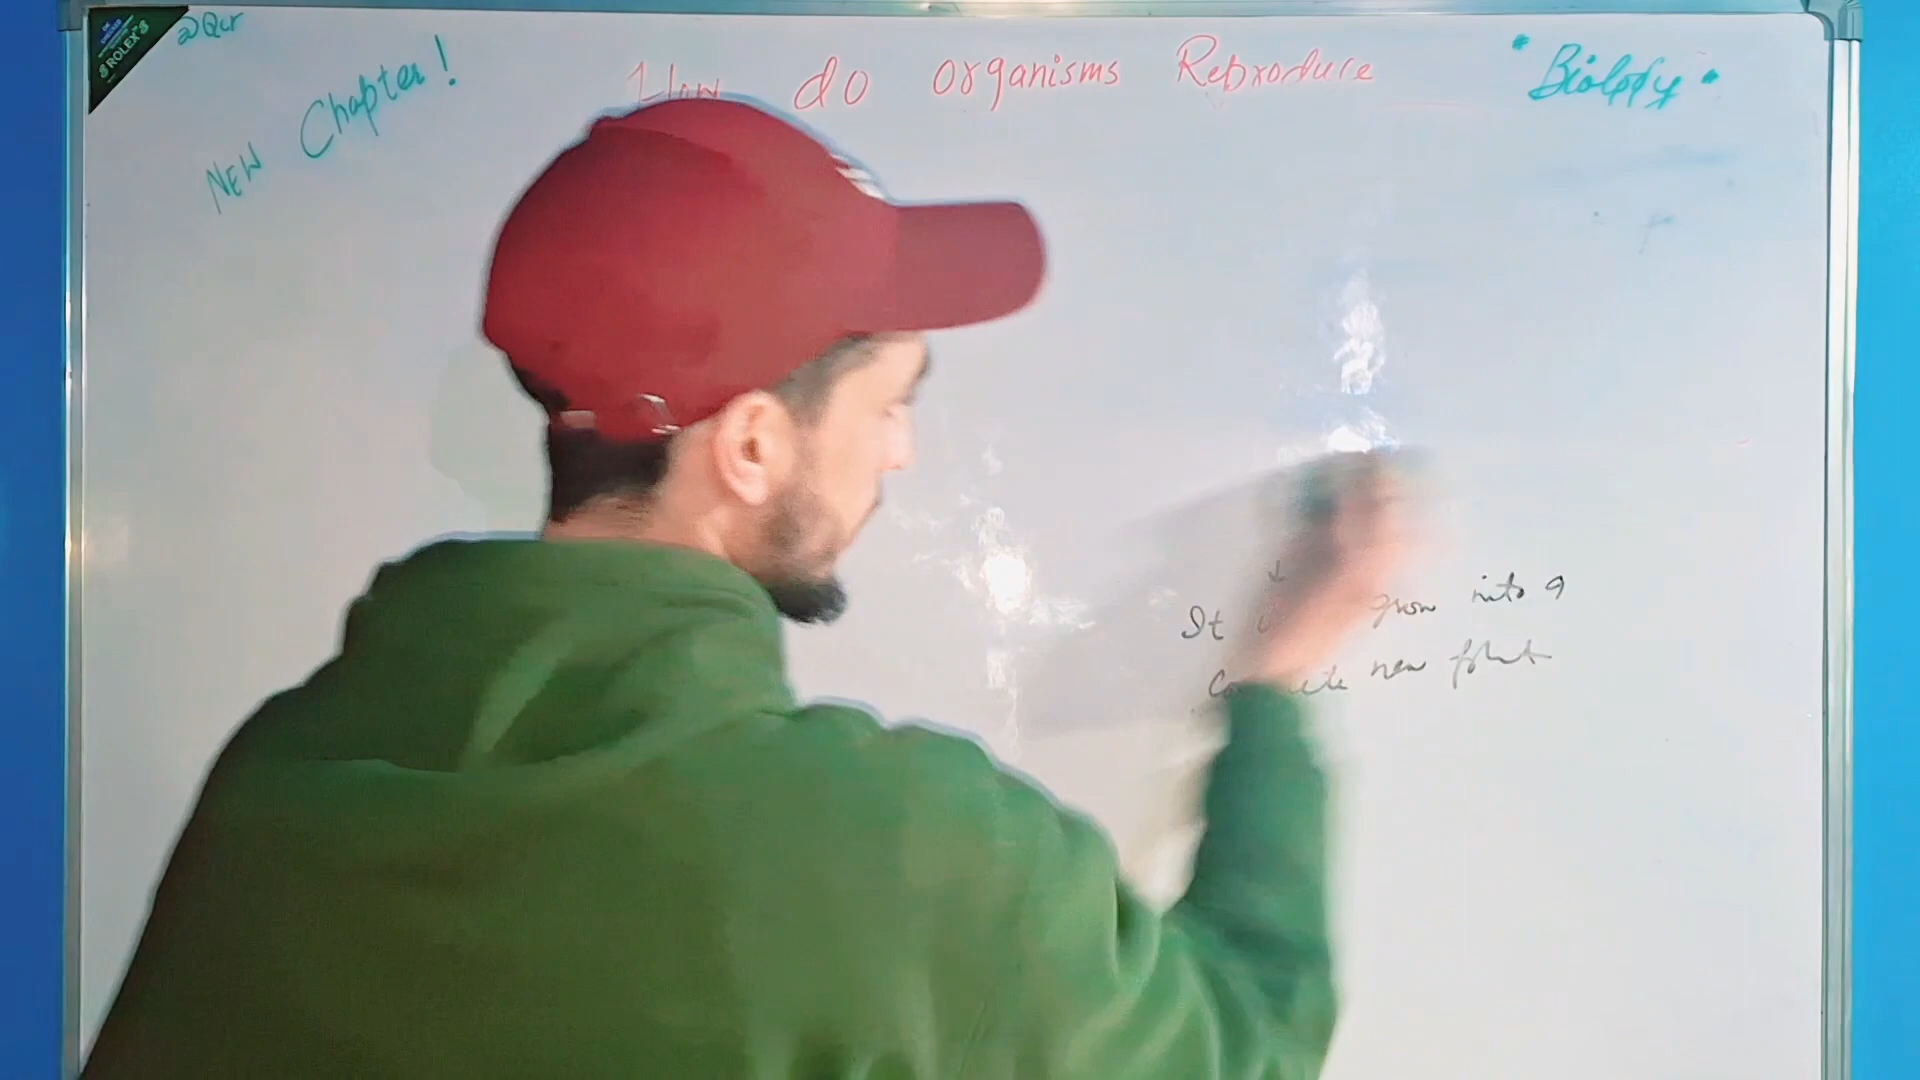 @Qcr
NEW Chapter!
How do organisms Reproduce
"Biology"
ROLEX'S
It grow into a
new plant